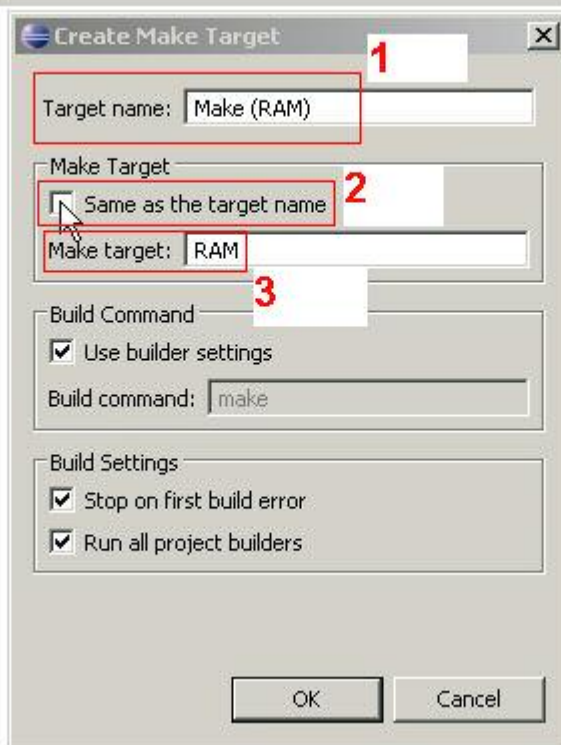 Create Make Target
1
Target name: Make (RAM)
Make Target
Same as the target name
2
Make target: RAM
3
Build Command
Use builder settings
Build command: make
Build Settings
Stop on first build error
Run all project builders
OK Cancel